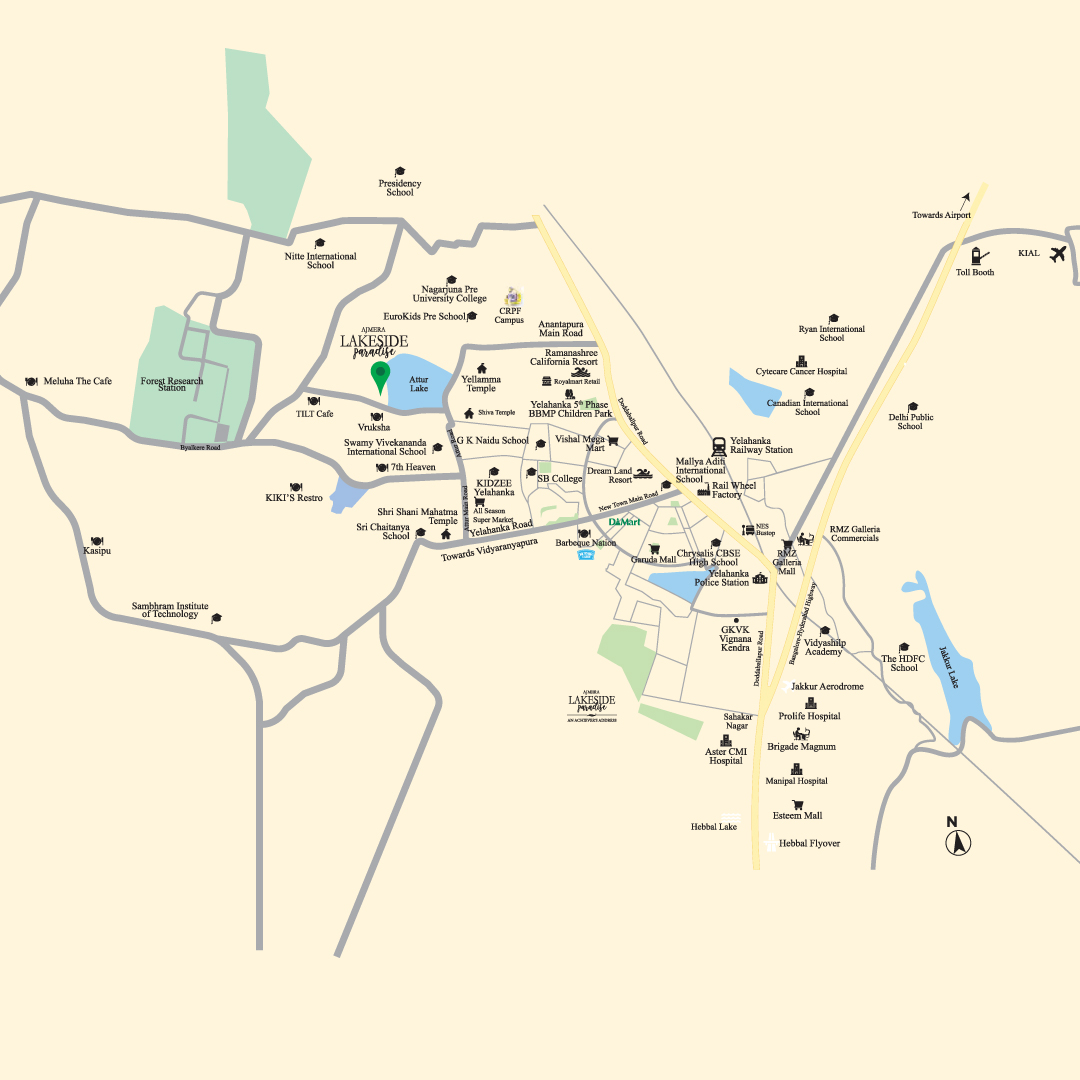 Presidency
School
Towards Airport
Nitte International
School
KIAL
Toll Booth
Nagarjuna Pre
University College
EuroKids Pre School
CRPF
Campus
Anantapura
Main Road
Ryan International
School
AJMERA
LAKESIDE
paradise
Ramanashree
California Resort
Cytecare Cancer Hospital
Meluha The Cafe
Forest Research
Station
Attur
Lake
Yellamma
Temple
Royalmart Retail
Canadian International
School
TILT Cafe
Yelahanka 5th Phase
BBMP Children Park
Shiva Temple
Doddaballapur Road
Delhi Public
School
Vruksha
Byalkere Road
Swamy Vivekananda
International School
Attur Road
G K Naidu School
Vishal Mega
Mart
Yelahanka
Railway Station
7th Heaven
KIDZEE
Yelahanka
SB College
Dream Land
Resort
Mallya Aditi
International
School
Rail Wheel
Factory
KIKI'S Restro
Attur Main Road
All Season
Super Market
New Town Main Road
Shri Shani Mahatma
Temple
Sri Chaitanya
School
Yelahanka Road
DMart
NES
Bustop
RMZ Galleria
Commercials
Kasipu
Towards Vidyaranyapura
Barbeque Nation
Garuda Mall
Chrysalis CBSE
High School
RMZ
Galleria
Mall
Yelahanka
Police Station
Sambhram Institute
of Technology
GKVK
Vignana
Kendra
Doddaballapur Road
Bangalore-Hyderabad Highway
Vidyashilp
Academy
The HDFC
School
Jakkur Lake
Jakkur Aerodrome
AJMERA
LAKESIDE
paradise
AN ACHIEVER'S ADDRESS
Sahakar
Nagar
Prolife Hospital
Aster CMI
Hospital
Brigade Magnum
Manipal Hospital
Esteem Mall
Hebbal Lake
Hebbal Flyover
N